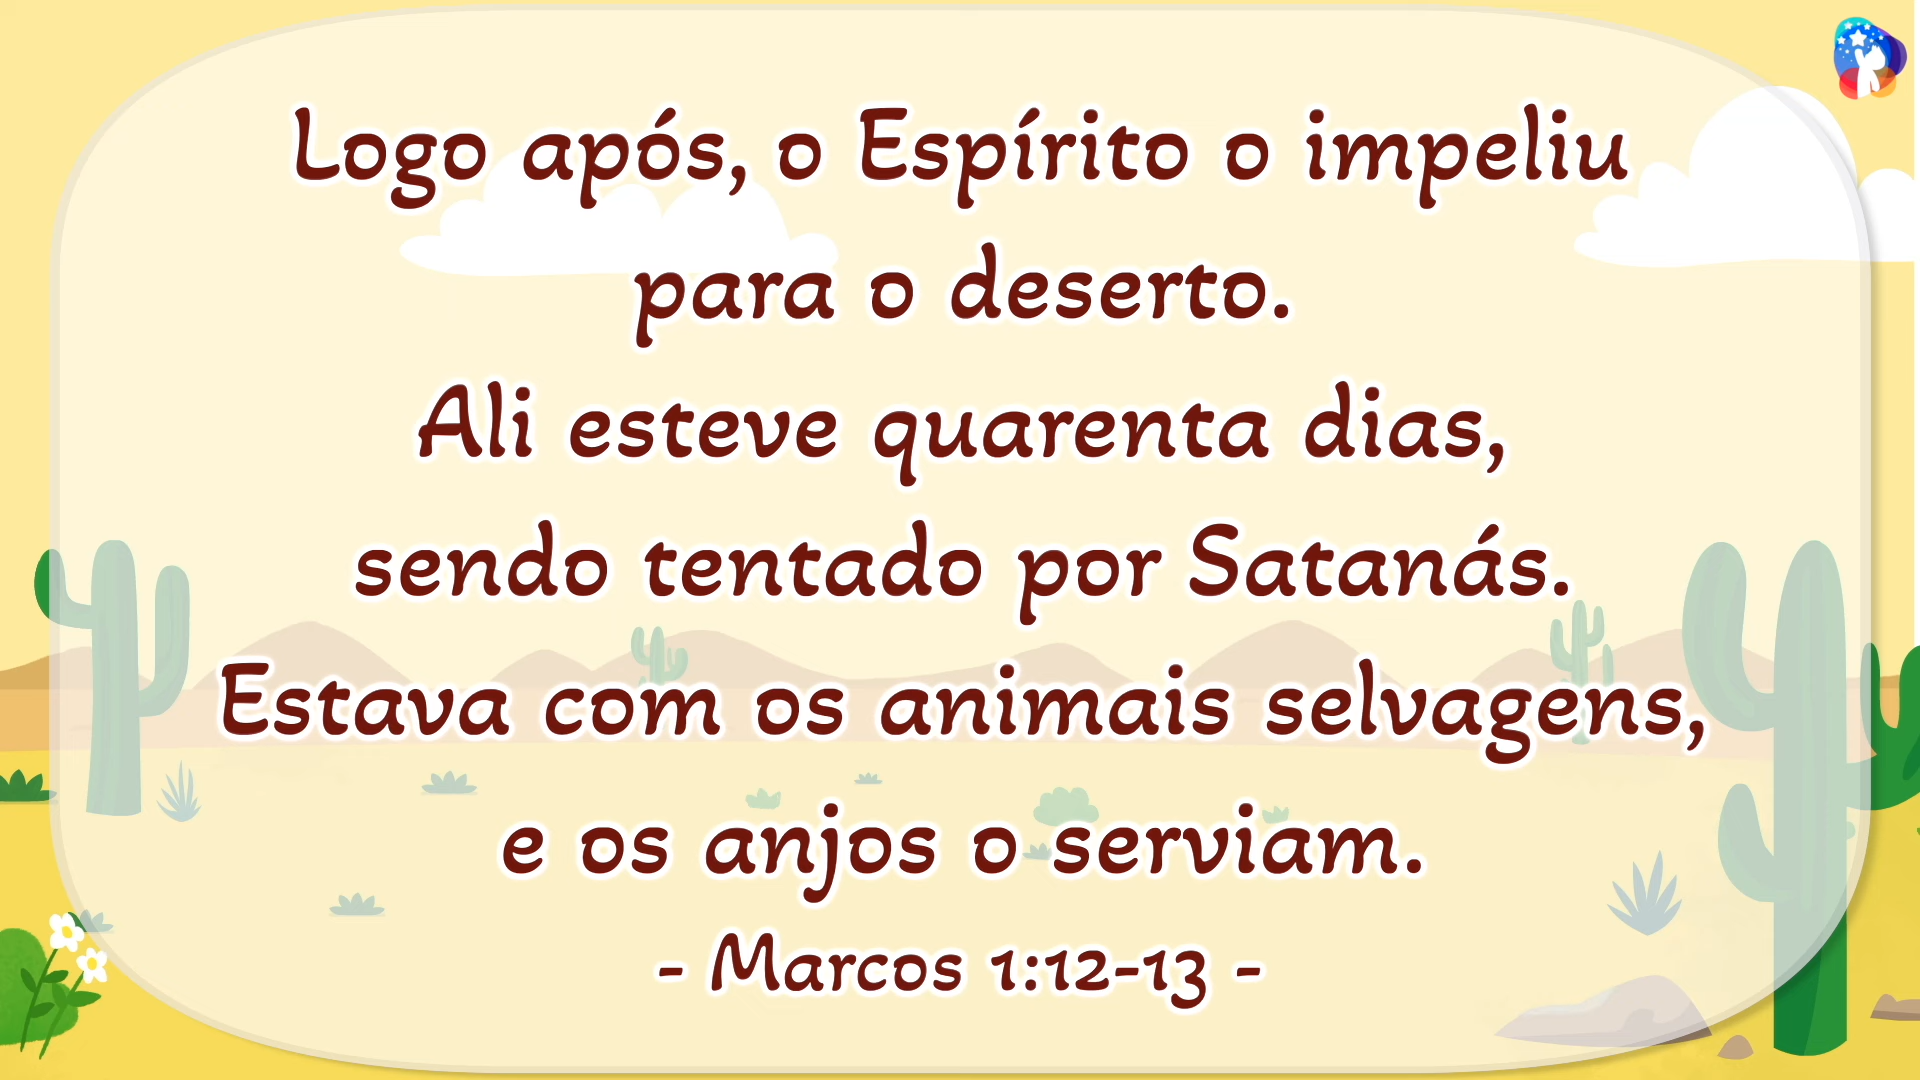 Logo após, o Espírito o impeliu
para o deserto.
Ali esteve quarenta dias,
sendo tentado por Satanás.
Estava com os animais selvagens,
e os anjos o serviam.
- Marcos 1:12-13 -